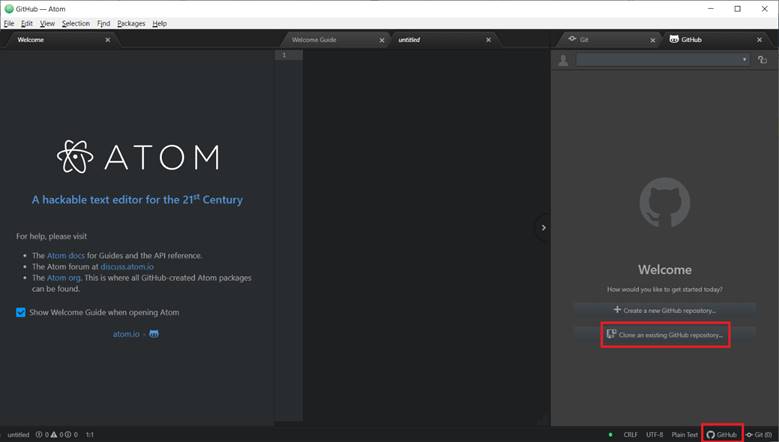 GitHub — Atom
File Edit View Selection Find Packages Help
Welcome
Welcome Guide
untitled
Git
GitHub
1
ATOM
A hackable text editor for the 21st Century
For help, please visit
• The Atom docs for Guides and the API reference.
• The Atom forum at discuss.atom.io
• The Atom org. This is where all GitHub-created Atom packages
can be found.
Show Welcome Guide when opening Atom
atom.io
Welcome
How would you like to get started today?
Create a new GitHub repository...
Clone an existing GitHub repository...
untitled 0 0 0 1:1
CRLF UTF-8 Plain Text GitHub Git (0)